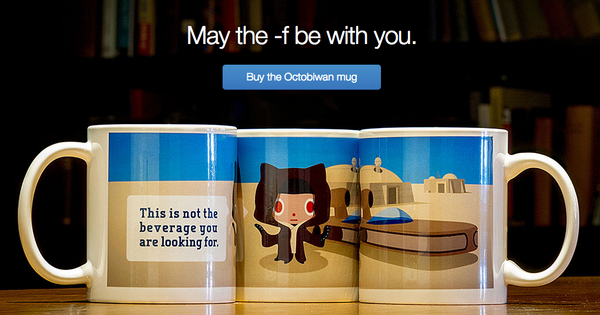 May the -f be with you.
Buy the Octobiwan mug
This is not the
beverage you
are looking for.